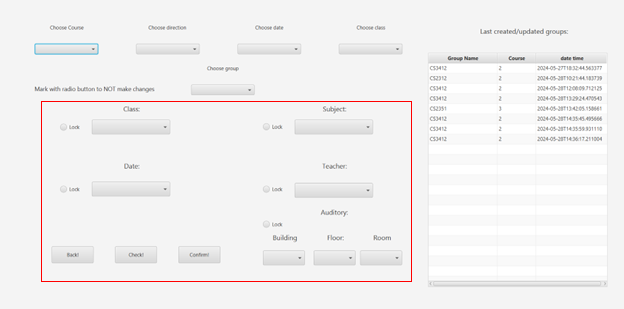 Choose Course Choose direction Choose date Choose class
Choose group
Mark with radio button to NOT make changes
Class: Subject:
Lock Lock
Date: Teacher:
Lock Lock
Auditory:
Lock
Building Floor: Room
Back! Check! Confirm!
Last created/updated groups:
Group Name Course date time
CS3412 2 2024-05-27T18:32:44.563377
CS2312 2 2024-05-28T10:21:44.183739
CS3412 2 2024-05-28T12:08:09.712125
CS3412 2 2024-05-28T13:29:24.470543
CS2351 3 2024-05-28T13:42:05.158661
CS3412 2 2024-05-28T14:35:45.495666
CS3412 2 2024-05-28T14:35:59.831110
CS3412 2 2024-05-28T14:36:17.211004